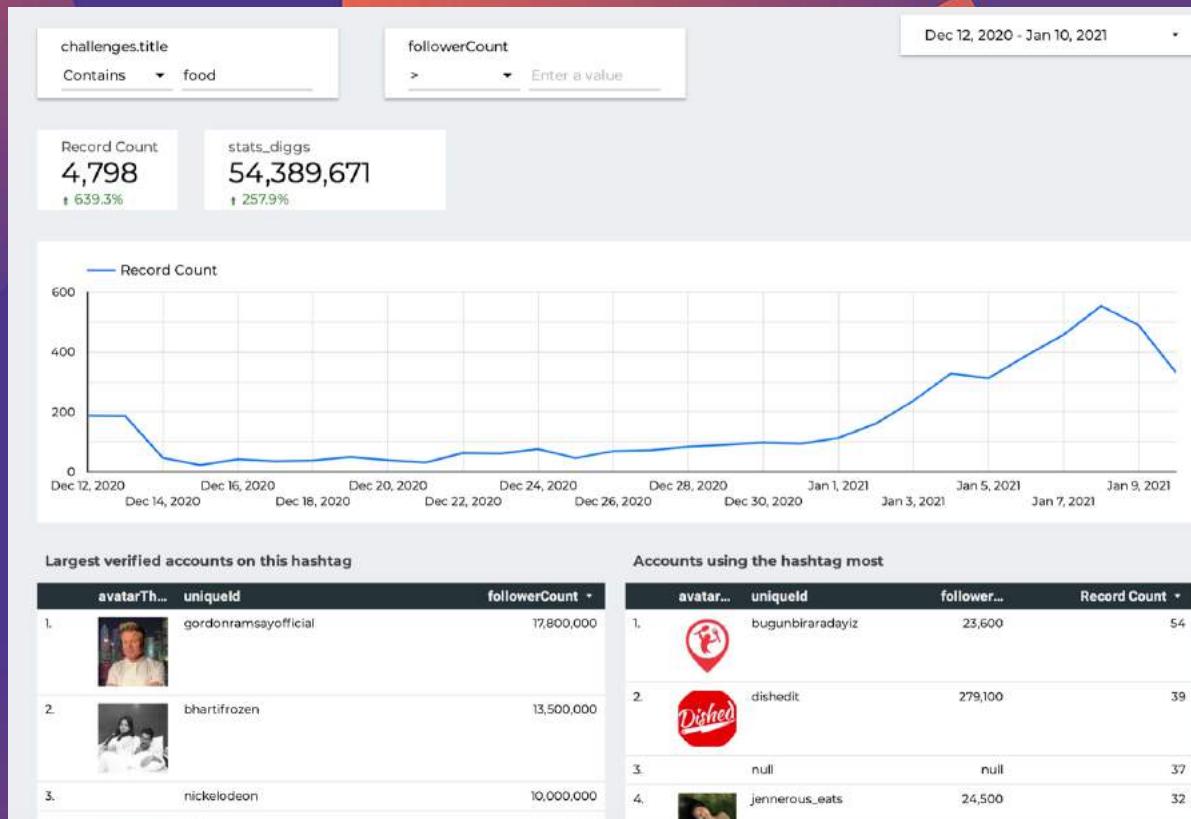 challenges.title
Contains food
followerCount
> Enter a value
Dec 12, 2020 - Jan 10, 2021
Record Count
4,798
639.3%
stats_diggs
54,389,671
257.9%
Record Count
600
400
200
0
Dec 12, 2020 Dec 16, 2020 Dec 20, 2020 Dec 24, 2020 Dec 28, 2020 Jan 1, 2021 Jan 5, 2021 Jan 9, 2021
Dec 14, 2020 Dec 18, 2020 Dec 22, 2020 Dec 26, 2020 Dec 30, 2020 Jan 3, 2021 Jan 7, 2021
Largest verified accounts on this hashtag
avatarTh... uniqueId followerCount
1. gordonramsayofficial 17,800,000
2. bhartifrozen 13,500,000
3. nickelodeon 10,000,000
Accounts using the hashtag most
avatar... uniqueId follower... Record Count
1. bugunbiraradayiz 23,600 54
2. Dished dishedit 279,100 39
3. null null 37
4. jennerous_eats 24,500 32